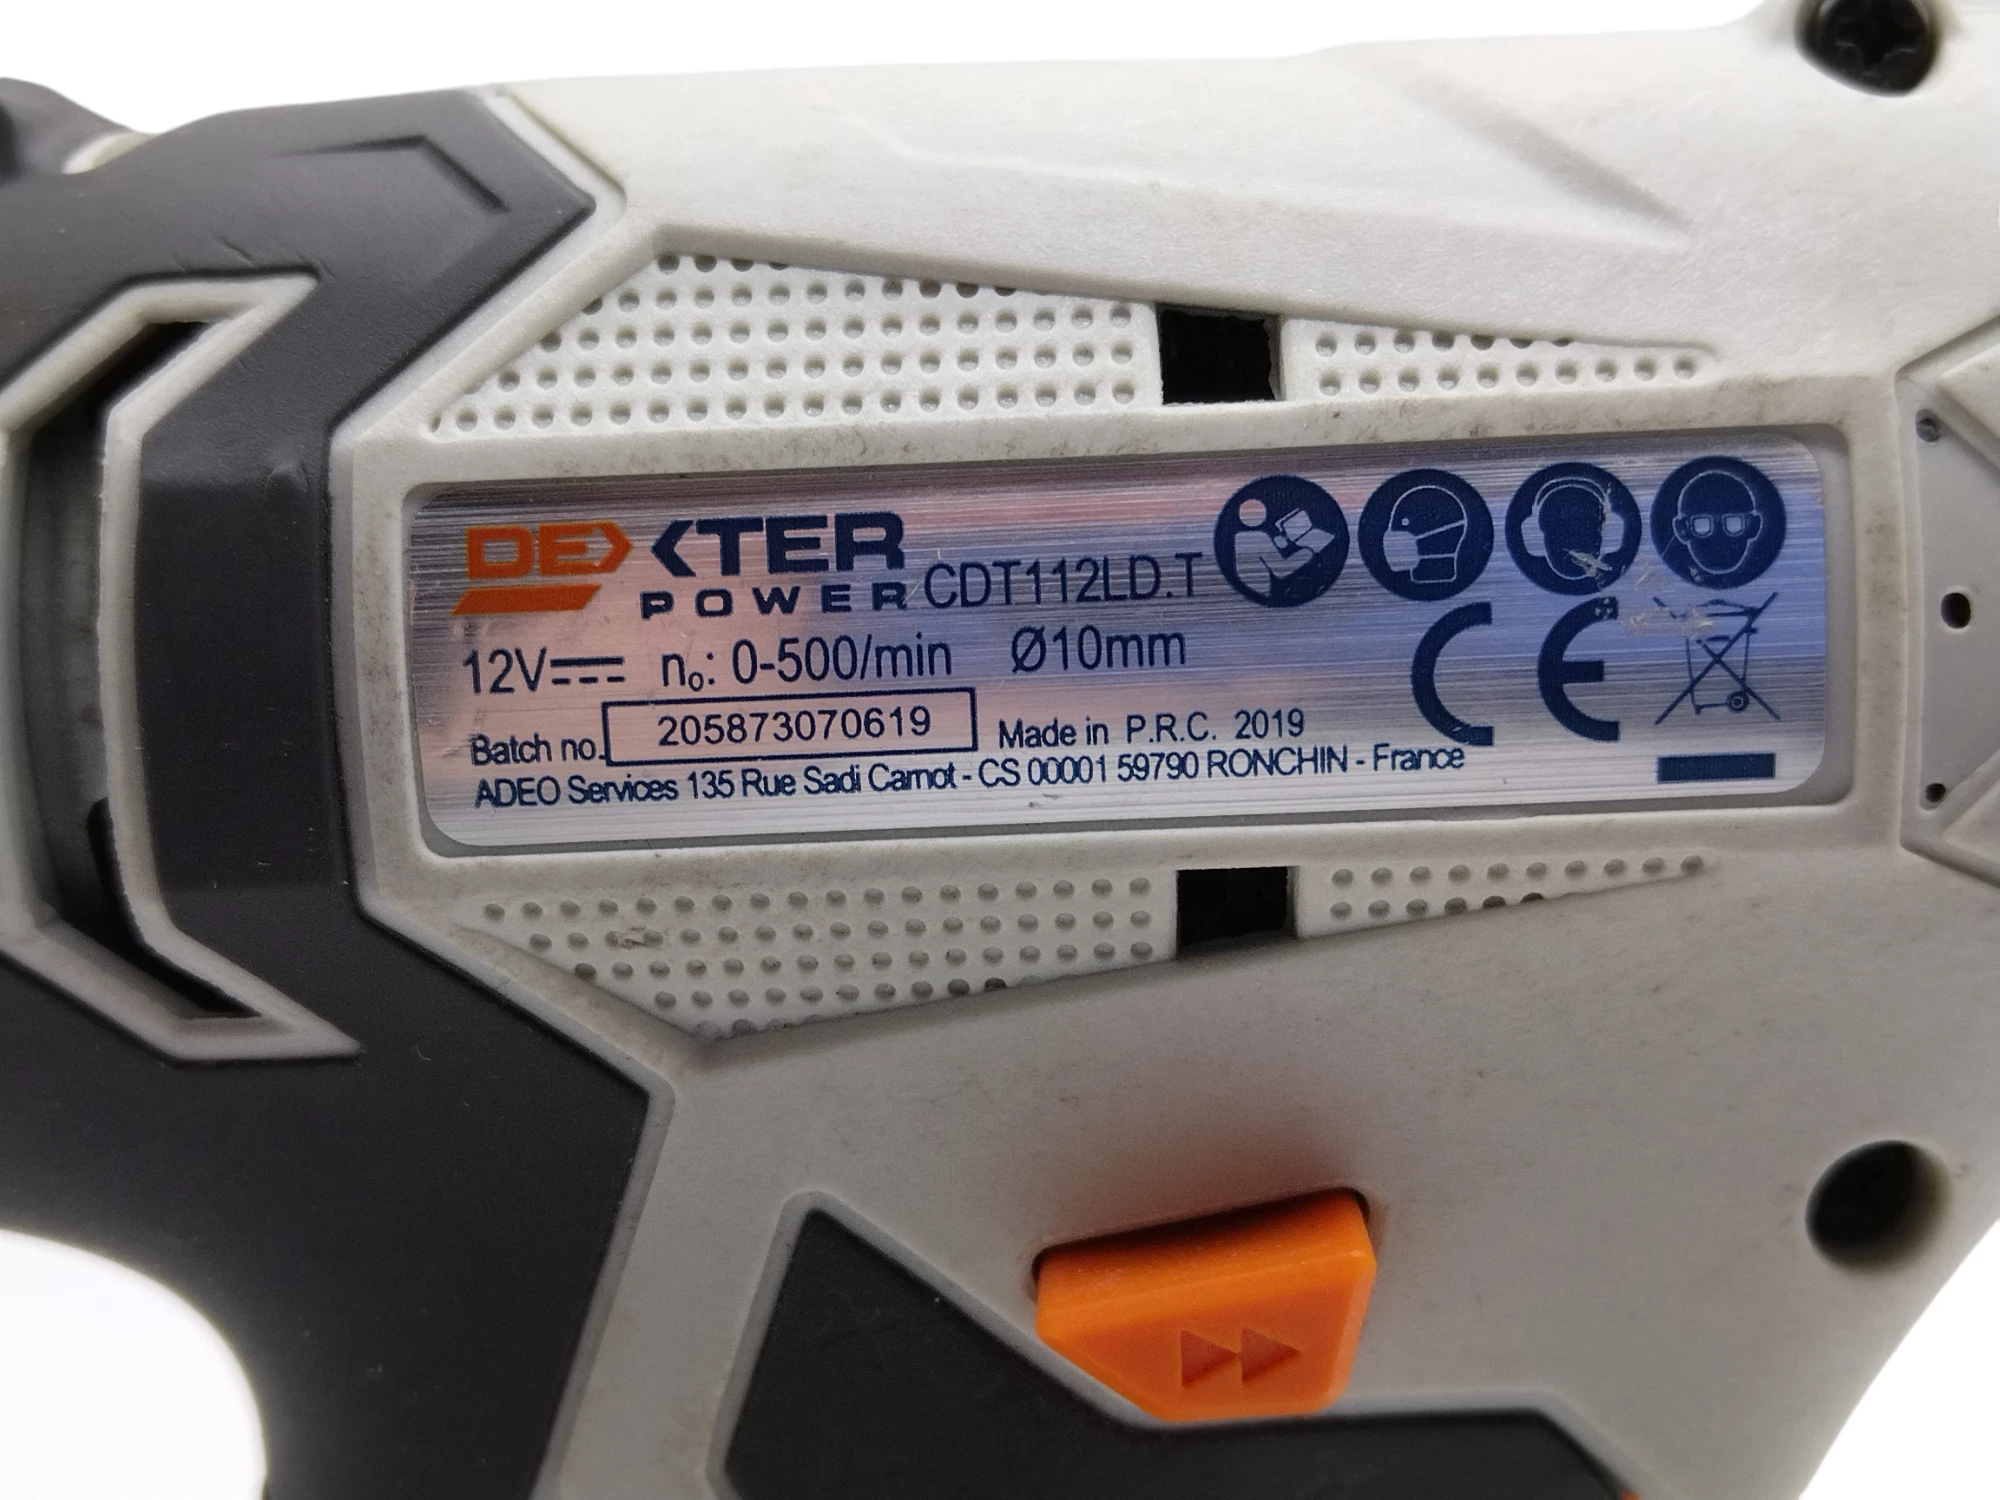 DEXTER
POWER CDT112LD.T
12V n₀: 0-500/min Ø10mm
Batch no. 205873070619 Made in P.R.C. 2019
ADEO Services 135 Rue Sadi Carnot - CS 00001 59790 RONCHIN - France
CE